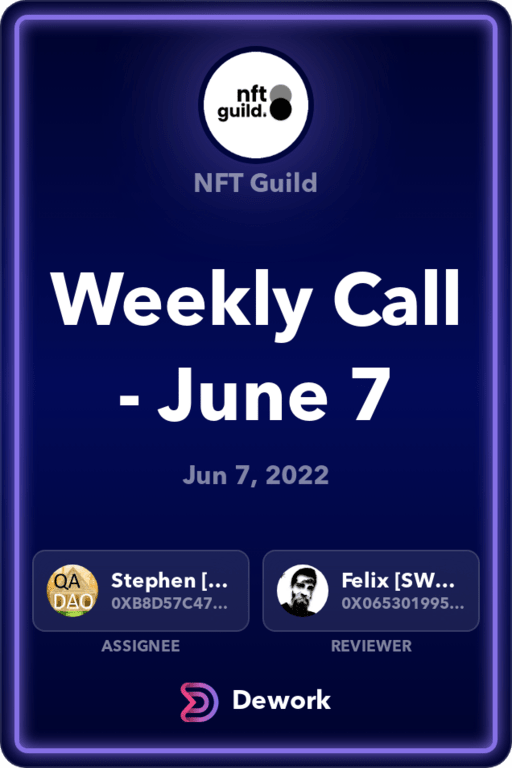 nft
guild.
NFT Guild
Weekly Call
- June 7
Jun 7, 2022
QA
DAO
Stephen [...
0XB8D57C47...
Felix [SW...
0X065301995...
ASSIGNEE
REVIEWER
Dework